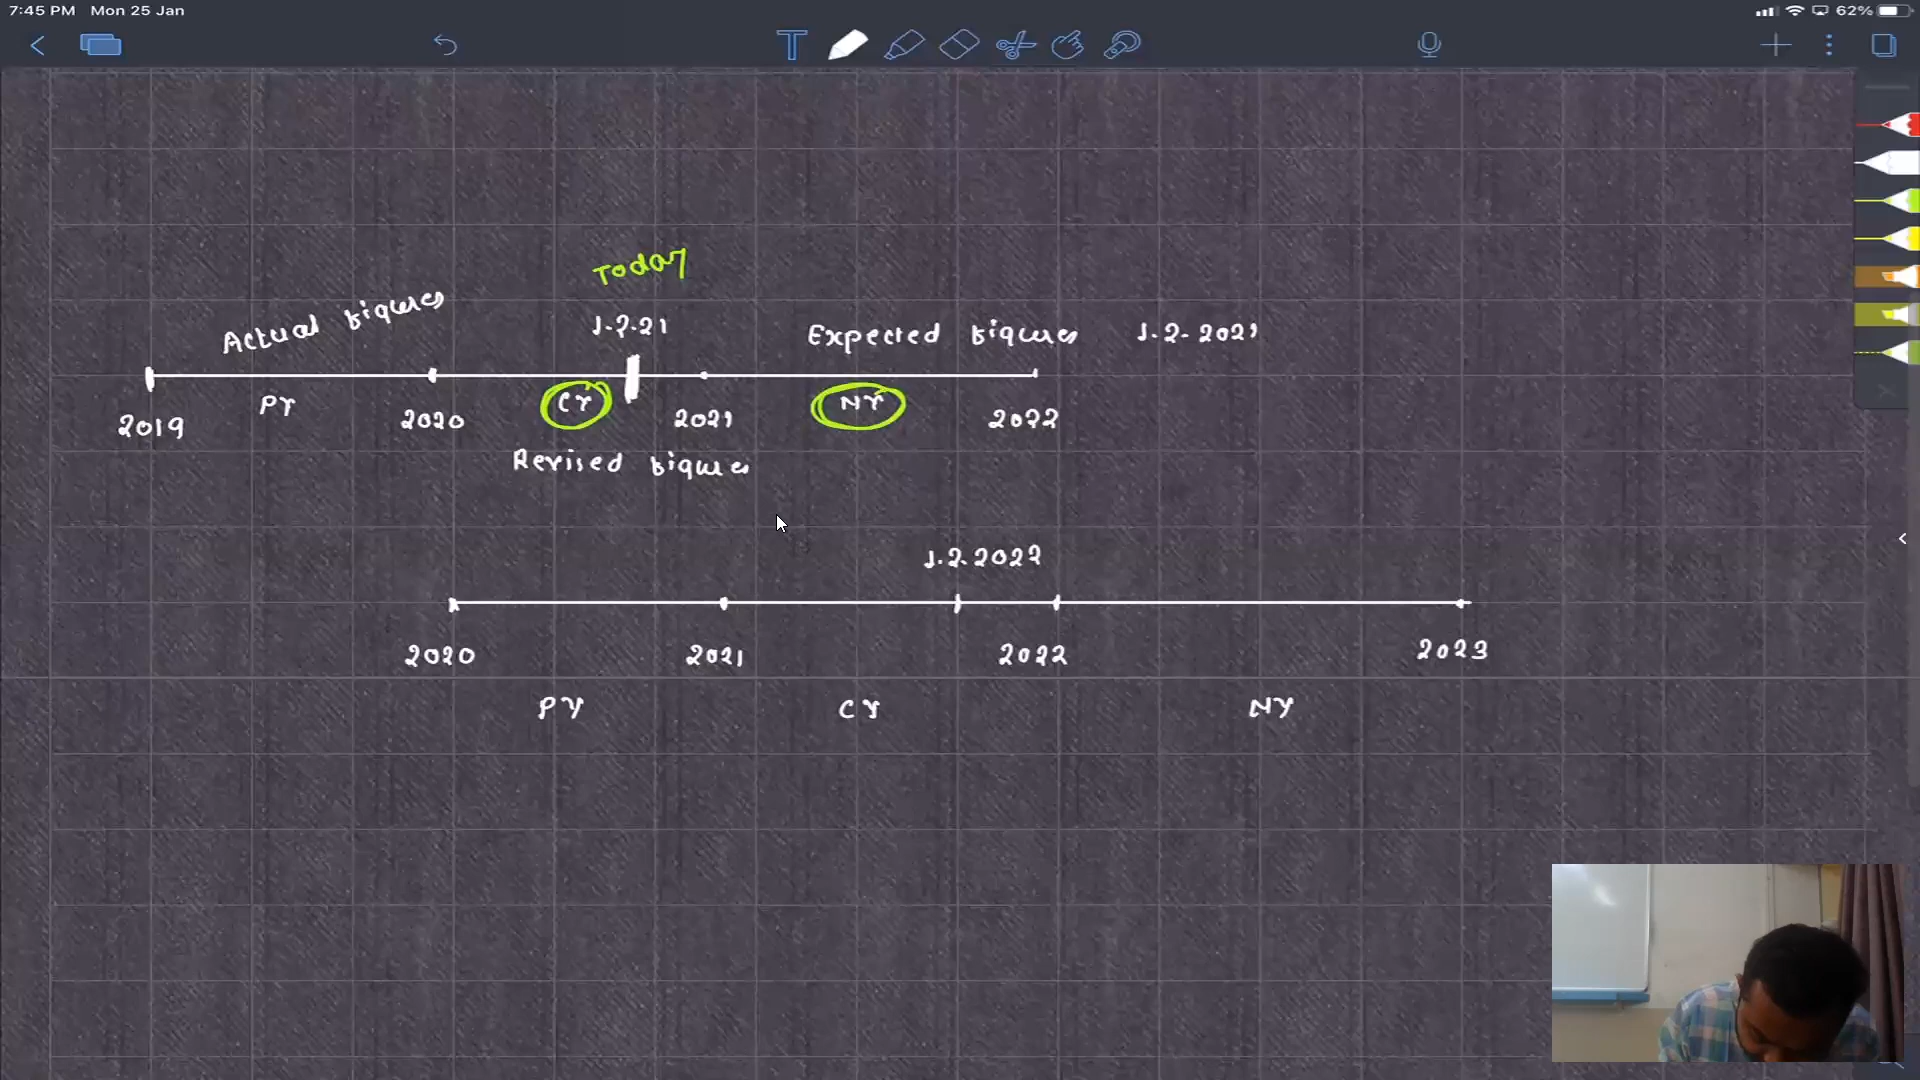 7:45 PM Mon 25 Jan
62%
T
Today
Actual figures
1.2.21
Expected figures 1.2.2021
PY
CY
NY
2019
2020
2021
2022
Revised figures
1.2.2022
2020
2021
2022
2023
PY
CY
NY